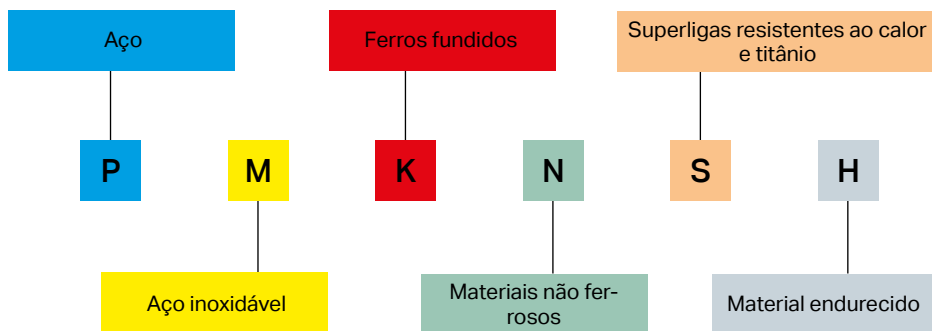 Aço
Ferros fundidos
Superligas resistentes ao calor
e titânio
P
M
K
N
S
H
Aço inoxidável
Materiais não fer-
rosos
Material endurecido